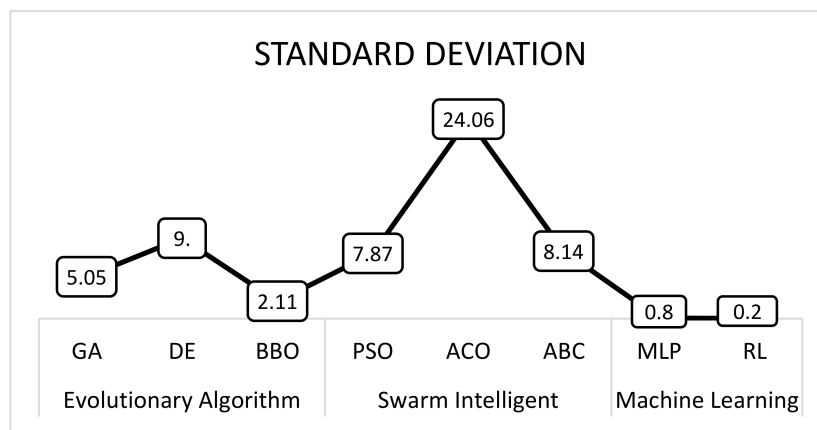 STANDARD DEVIATION
24.06
9.
7.87
8.14
5.05
2.11
0.8
0.2
GA DE BBO PSO ACO ABC MLP RL
Evolutionary Algorithm Swarm Intelligent Machine Learning